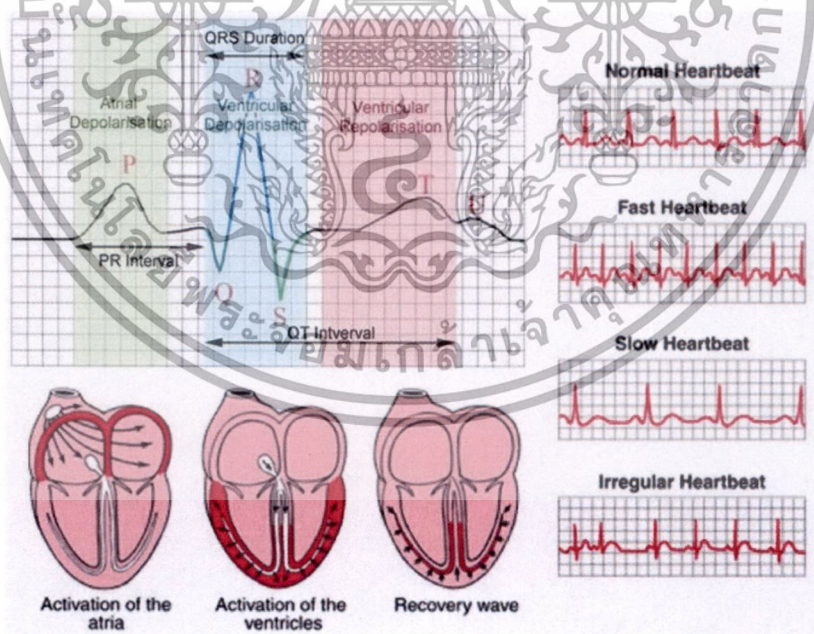 QRS Duration
R
Atrial
Depolarisation
Ventricular
Depolarisation
Ventricular
Repolarisation
P
T
U
PR Interval
Q
S
QT Intverval
Activation of the
atria
Activation of the
ventricles
Recovery wave
Normal Heartbeat
Fast Heartbeat
Slow Heartbeat
Irregular Heartbeat